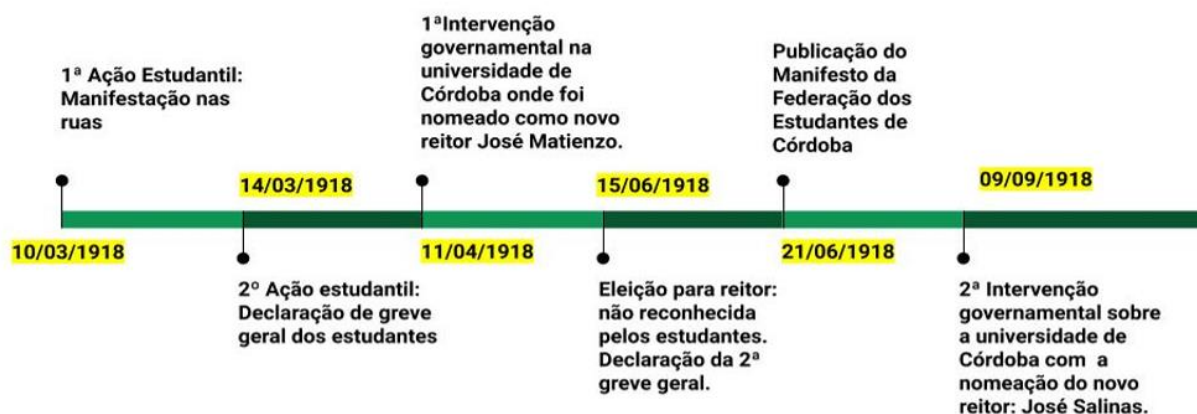 1ª Ação Estudantil:
Manifestação nas
ruas
10/03/1918
14/03/1918
2º Ação estudantil:
Declaração de greve
geral dos estudantes
1ªIntervenção
governamental na
universidade de
Córdoba onde foi
nomeado como novo
reitor José Matienzo.
11/04/1918
15/06/1918
Eleição para reitor:
não reconhecida
pelos estudantes.
Declaração da 2ª
greve geral.
Publicação do
Manifesto da
Federação dos
Estudantes de
Córdoba
21/06/1918
09/09/1918
2ª Intervenção
governamental sobre
a universidade de
Córdoba com a
nomeação do novo
reitor: José Salinas.